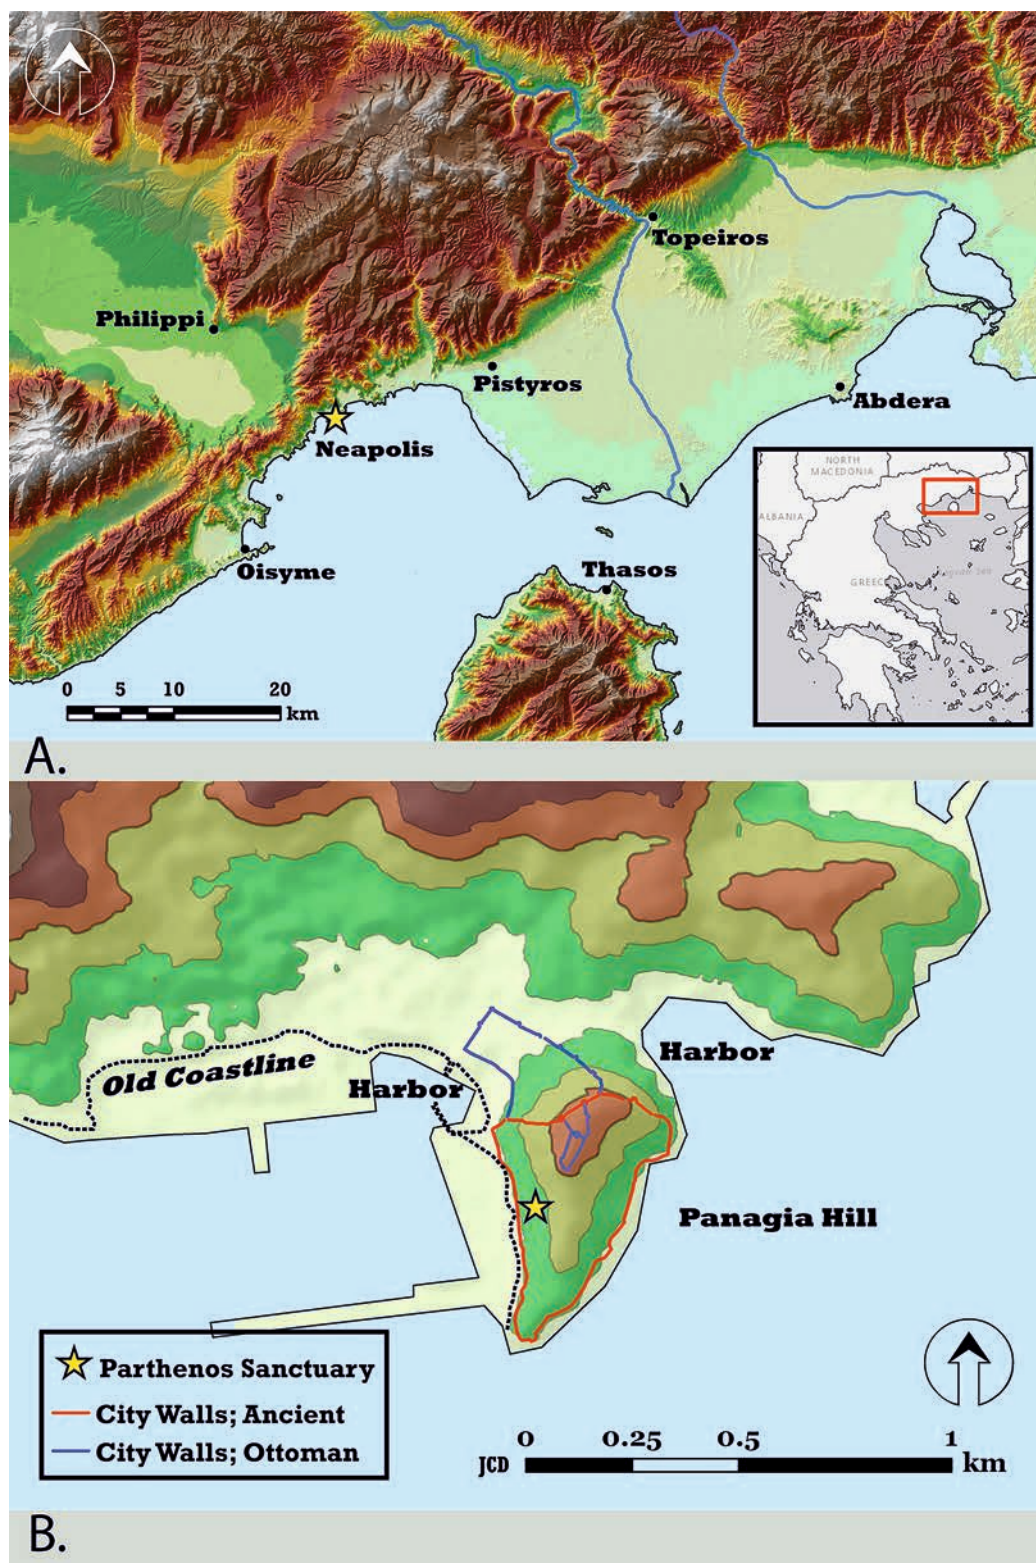 Topeiros
Philippi
Pistyros
Abdera
Neapolis
NORTH
MACEDONIA
ALBANIA
GREECE
Oisyme
Thasos
0 5 10 20
km
A.
Old Coastline
Harbor
Harbor
Panagia Hill
Parthenos Sanctuary
City Walls; Ancient
City Walls; Ottoman
0 0.25 0.5 1
JCD km
B.